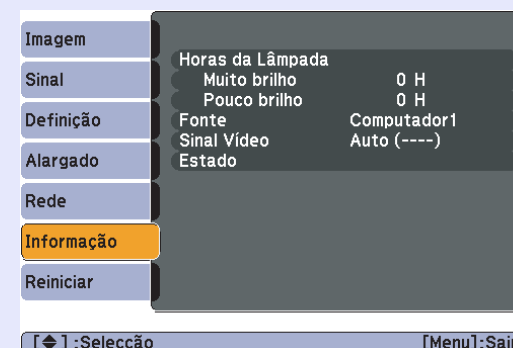 Imagem
Sinal
Definição
Alargado
Rede
Informação
Reiniciar
Horas da Lâmpada
Muito brilho 0 H
Pouco brilho 0 H
Fonte Computador1
Sinal Vídeo Auto (----)
Estado
[◆] :Selecção [Menu]:Sair